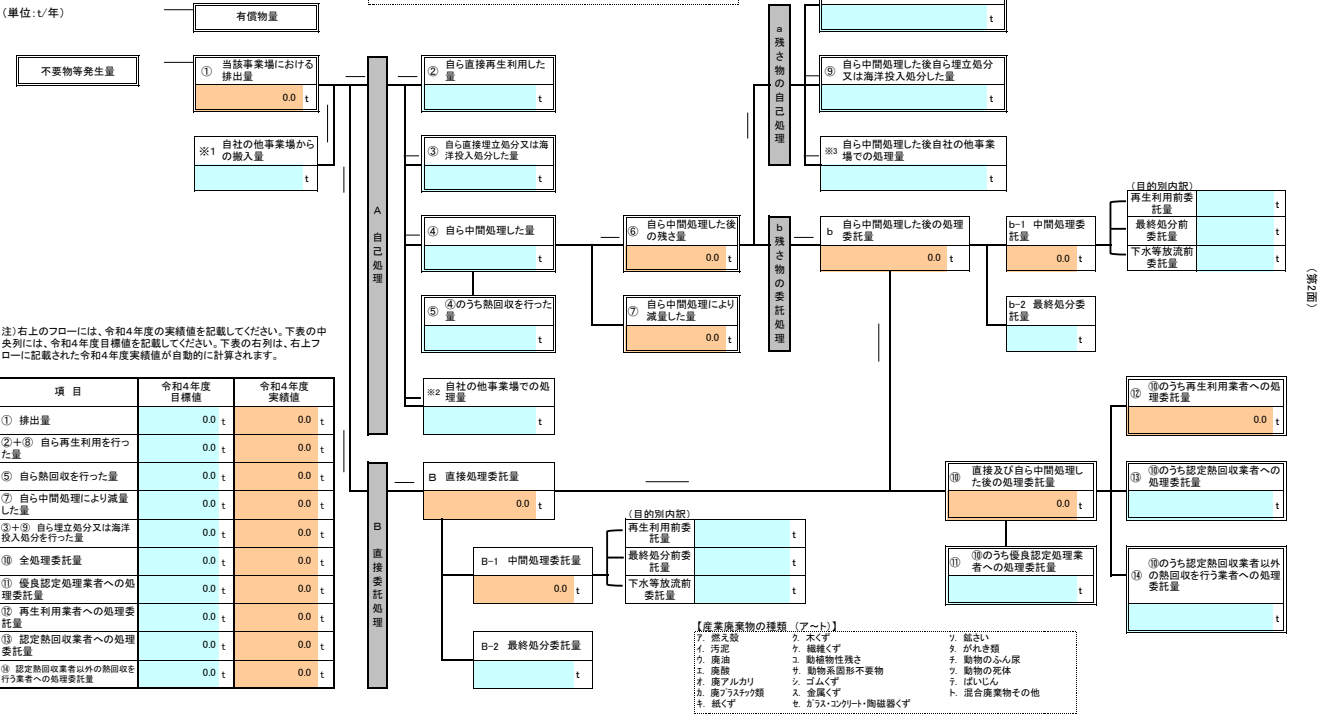 （単位：t/年）
有償物量
t
不要物等発生量
① 当該事業場における
排出量
0.0 t
※1 自社の他事業場から
の搬入量
t
A 自己処理
② 自ら直接再生利用した
量
t
③ 自ら直接埋立処分又は海
洋投入処分した量
t
④ 自ら中間処理した量
t
⑤ ④のうち熱回収を行った
量
t
※2 自社の他事業場での処
理量
t
⑥ 自ら中間処理した後
の残さ量
0.0 t
⑦ 自ら中間処理により
減量した量
0.0 t
a 残さ物の自己処理
⑨ 自ら中間処理した後自ら埋立処分
又は海洋投入処分した量
t
※3 自ら中間処理した後自社の他事業
場での処理量
t
b 残さ物の委託処理
b 自ら中間処理した後の処理
委託量
0.0 t
b-1 中間処理委
託量
0.0 t
b-2 最終処分委
託量
t
（目的別内訳）
再生利用前委
託量
t
最終処分前
委託量
t
下水等放流前
委託量
t
（第2面）
注）右上のフローには、令和4年度の実績値を記載してください。下表の中
央列には、令和4年度目標値を記載してください。下表の右列は、右上フ
ローに記載された令和4年度実績値が自動的に計算されます。
項 目 令和4年度
目標値 令和4年度
実績値
① 排出量 0.0 t 0.0 t
②＋⑧ 自ら再生利用を行っ
た量 0.0 t 0.0 t
⑤ 自ら熱回収を行った量 0.0 t 0.0 t
⑦ 自ら中間処理により減量
した量 0.0 t 0.0 t
③＋⑨ 自ら埋立処分又は海洋
投入処分を行った量 0.0 t 0.0 t
⑩ 全処理委託量 0.0 t 0.0 t
⑪ 優良認定処理業者への処
理委託量 0.0 t 0.0 t
⑫ 再生利用業者への処理委
託量 0.0 t 0.0 t
⑬ 認定熱回収業者への処理
委託量 0.0 t 0.0 t
⑭ 認定熱回収業者以外の熱回収を
行う業者への処理委託量 0.0 t 0.0 t
B 直接委託処理
B 直接処理委託量
0.0 t
B-1 中間処理委託量
0.0 t
B-2 最終処分委託量
t
（目的別内訳）
再生利用前委
託量
t
最終処分前委
託量
t
下水等放流前
委託量
t
⑩ 直接及び自ら中間処理し
た後の処理委託量
0.0 t
⑪ ⑩のうち優良認定処理業
者への処理委託量
t
⑫ ⑩のうち再生利用業者への処
理委託量
0.0 t
⑬ ⑩のうち認定熱回収業者への
処理委託量
t
⑭ ⑩のうち認定熱回収業者以外
の熱回収を行う業者への処理
委託量
t
【産業廃棄物の種類 （ア～ト）】
ア. 燃え殻 ク. 木くず ソ. 鉱さい
イ. 汚泥 ケ. 繊維くず タ. がれき類
ウ. 廃油 コ. 動植物性残さ チ. 動物のふん尿
エ. 廃酸 サ. 動物系固形不要物 ツ. 動物の死体
オ. 廃アルカリ シ. ゴムくず テ. ばいじん
カ. 廃プラスチック類 ス. 金属くず ト. 混合廃棄物その他
キ. 紙くず セ. ガラス・コンクリート・陶磁器くず